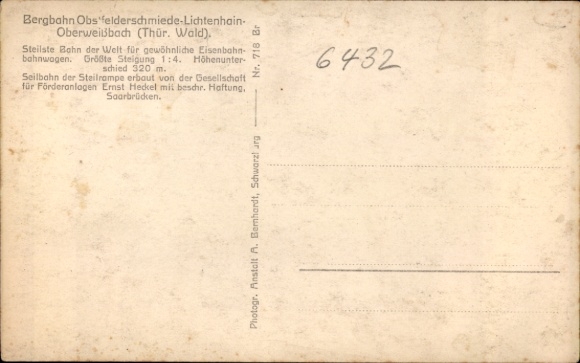 Bergbahn Obstfelderschmiede-Lichtenhain-
Oberweißbach (Thür. Wald).
Steilste Bahn der Welt für gewöhnliche Eisenbahn-
bahnwagen. Größte Steigung 1:4. Höhenunter-
schied 320 m.
Seilbahn der Steilrampe erbaut von der Gesellschaft
für Förderanlagen Ernst Heckel mit beschr. Haftung,
Saarbrücken.
Photogr. Anstalt A. Bernhardt, Schwarzburg
Nr. 718 Br
6432